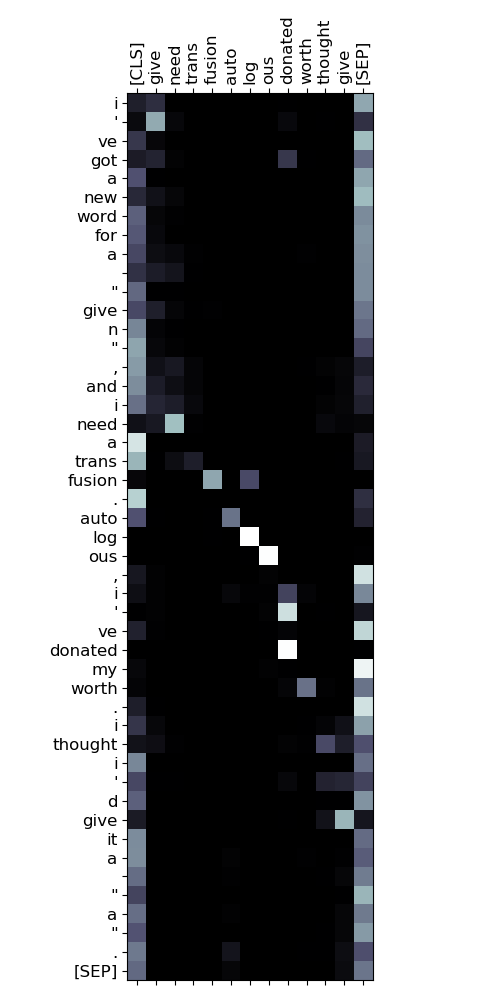 [CLS]
give
need
trans
fusion
auto
log
ous
donated
worth
thought
give
[SEP]
i
'
ve
got
a
new
word
for
a
"
give
n
"
,
and
i
need
a
trans
fusion
.
auto
log
ous
,
i
'
ve
donated
my
worth
.
i
thought
i
'
d
give
it
a
"
a
"
.
[SEP]